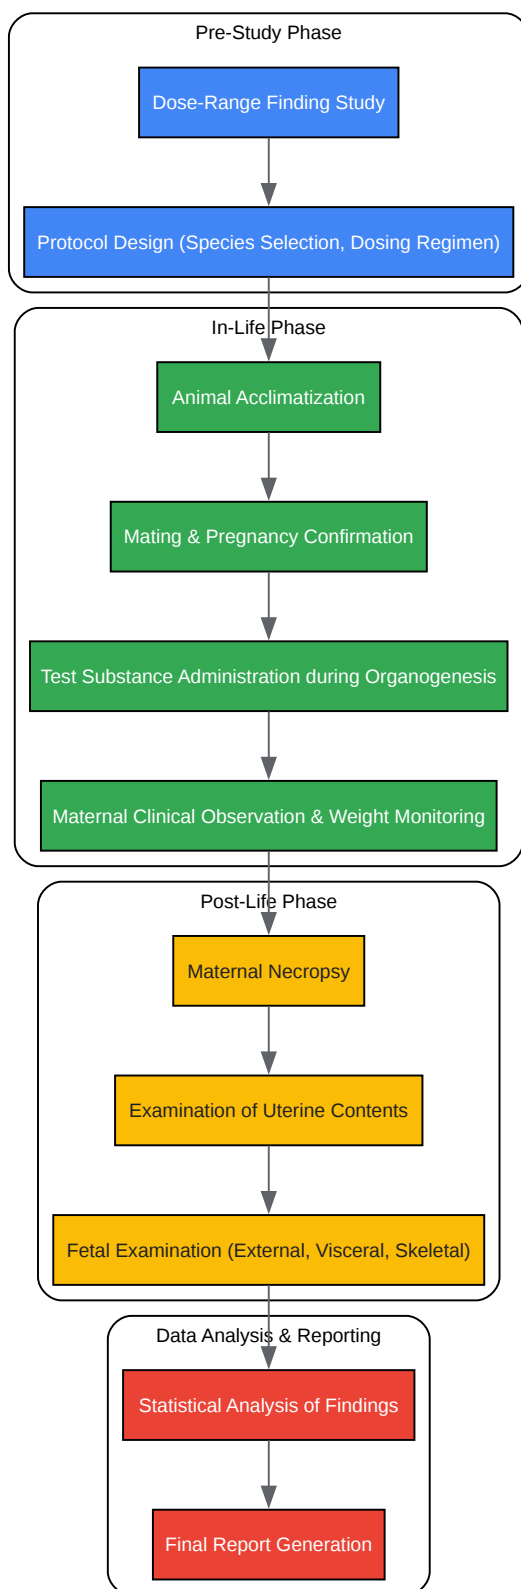 Pre-Study Phase
Dose-Range Finding Study
Protocol Design (Species Selection, Dosing Regimen)
In-Life Phase
Animal Acclimatization
Mating & Pregnancy Confirmation
Test Substance Administration during Organogenesis
Maternal Clinical Observation & Weight Monitoring
Post-Life Phase
Maternal Necropsy
Examination of Uterine Contents
Fetal Examination (External, Visceral, Skeletal)
Data Analysis & Reporting
Statistical Analysis of Findings
Final Report Generation